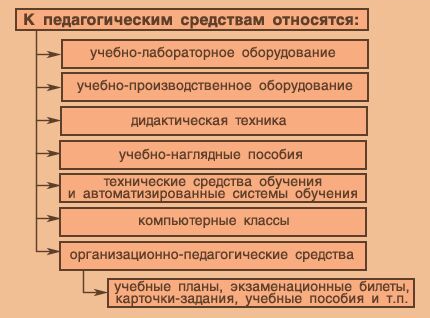 К педагогическим средствам относятся:
учебно-лабораторное оборудование
учебно-производственное оборудование
дидактическая техника
учебно-наглядные пособия
технические средства обучения
и автоматизированные системы обучения
компьютерные классы
организационно-педагогические средства
учебные планы, экзаменационные билеты,
карточки-задания, учебные пособия и т.п.